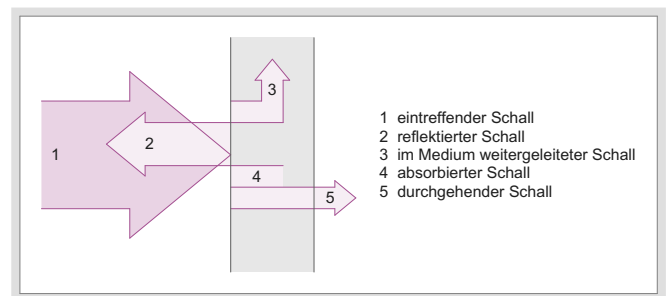 1
2
3
4
5
1 eintreffender Schall
2 reflektierter Schall
3 im Medium weitergeleiteter Schall
4 absorbierter Schall
5 durchgehender Schall